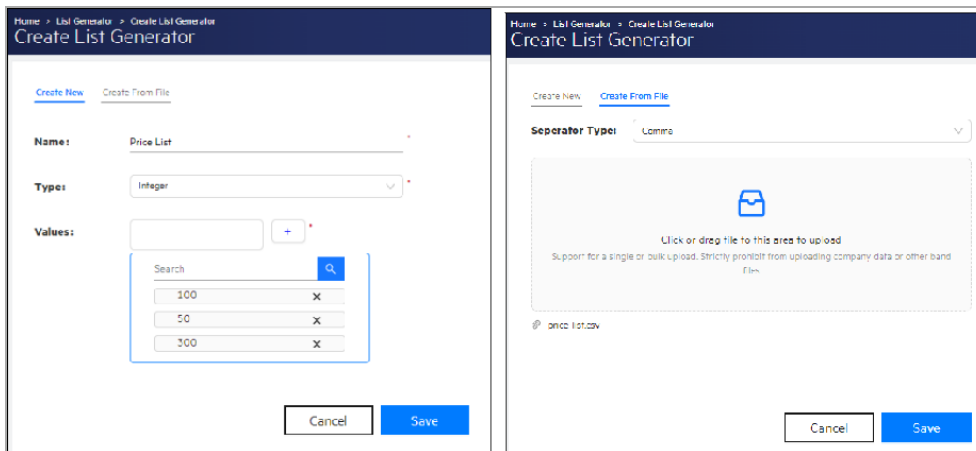 Home > List Generator > Create List Generator
Create List Generator
Create New Create From File
Name: Price List *
Type: Integer *
Values: + *
Search
100 x
50 x
300 x
Cancel Save
Home > List Generator > Create List Generator
Create List Generator
Create New Create From File
Seperator Type: Comma
Click or drag file to this area to upload
Support for a single or bulk upload. Strictly prohibit from uploading company data or other band
files
price list.csv
Cancel Save